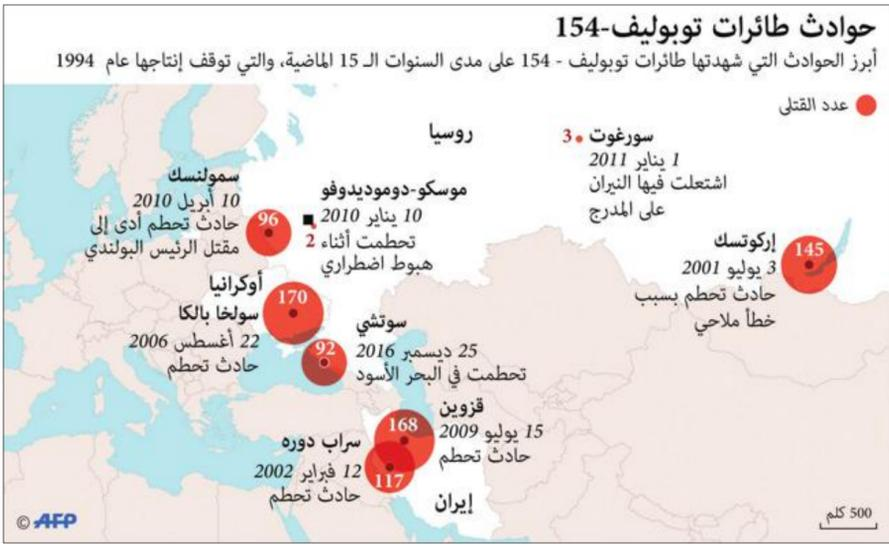 حوادث طائرات توبوليف-154
أبرز الحوادث التي شهدتها طائرات توبوليف - 154 على مدى السنوات الـ 15 الماضية، والتي توقف إنتاجها عام 1994
عدد القتلى
روسيا
سورغوت
3
1 يناير 2011
اشتعلت فيها النيران
على المدرج
موسكو-دوموديدوفو
10 يناير 2010
2
تحطمت أثناء
هبوط اضطراري
سمولنسك
10 أبريل 2010
حادث تحطم أدى إلى
مقتل الرئيس البولندي
96
إركوتسك
3 يوليو 2001
حادث تحطم بسبب
خطأ ملاحي
145
أوكرانيا
سولخا بالكا
22 أغسطس 2006
حادث تحطم
170
سوتشي
25 ديسمبر 2016
تحطمت في البحر الأسود
92
قزوين
15 يوليو 2009
حادث تحطم
168
سراب دوره
12 فبراير 2002
حادث تحطم
117
إيران
500 كلم
© AFP